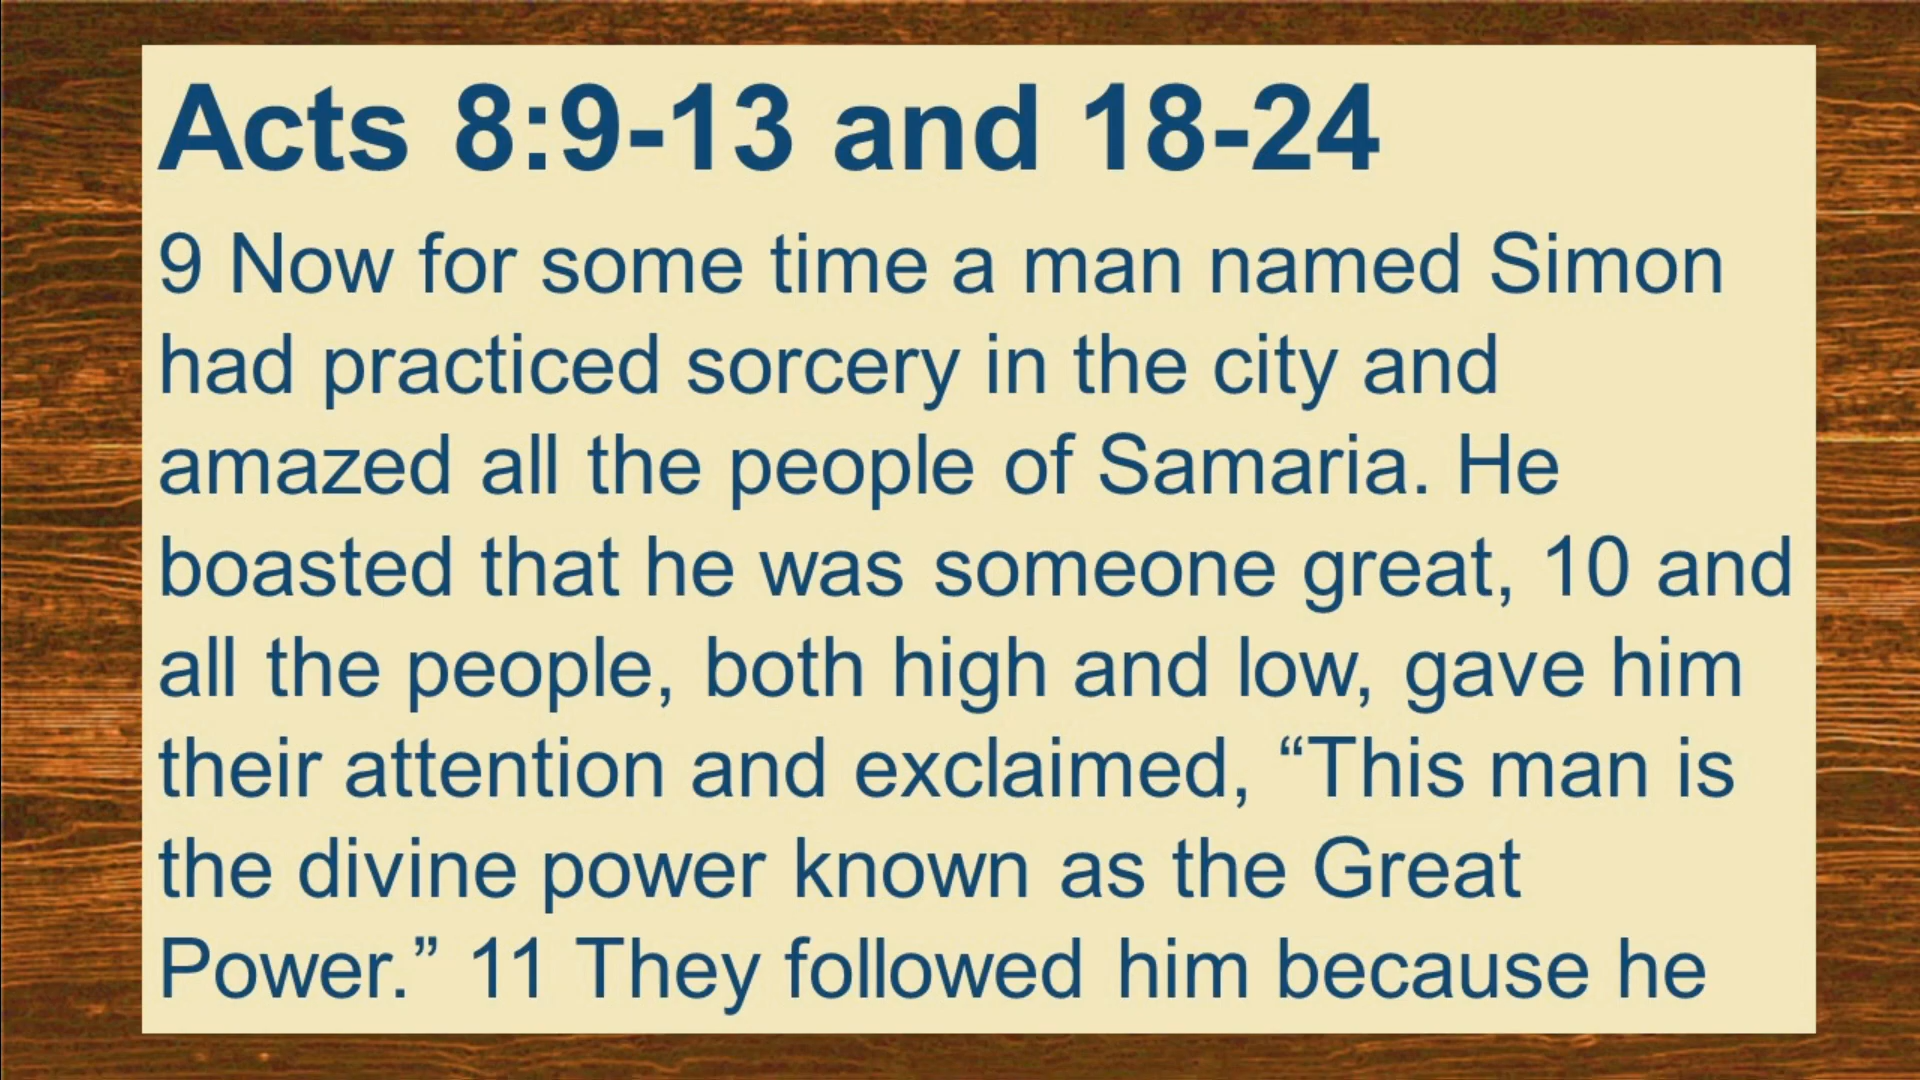 Acts 8:9-13 and 18-24
9 Now for some time a man named Simon
had practiced sorcery in the city and
amazed all the people of Samaria. He
boasted that he was someone great, 10 and
all the people, both high and low, gave him
their attention and exclaimed, “This man is
the divine power known as the Great
Power.” 11 They followed him because he